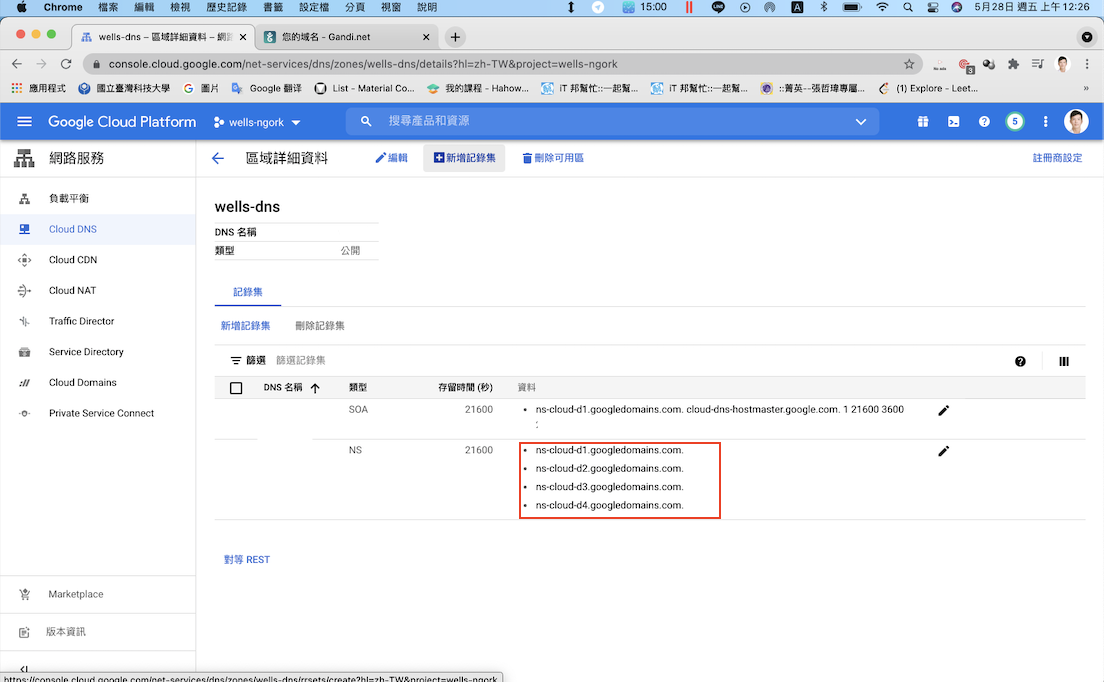 Chrome 檔案 編輯 檢視 歷史記錄 書籤 設定檔 分頁 視窗 說明 15:00 5月28日 週五 上午12:26
wells-dns – 區域詳細資料 – 網
您的域名 - Gandi.net
console.cloud.google.com/net-services/dns/zones/wells-dns/details?hl=zh-TW&project=wells-ngork
應用程式 國立臺灣科技大學 圖片 Google 翻譯 List - Material Co... 我的課程 - Hahow... iT 邦幫忙::一起幫... iT 邦幫忙::一起幫... ::菁英--張哲瑋專屬... (1) Explore - Leet... »
Google Cloud Platform wells-ngork 搜尋產品和資源 5
網路服務 區域詳細資料 編輯 新增記錄集 刪除可用區 註冊商設定
負載平衡
Cloud DNS
Cloud CDN
Cloud NAT
Traffic Director
Service Directory
Cloud Domains
Private Service Connect
Marketplace
版本資訊
wells-dns
DNS 名稱
類型 公開
記錄集
新增記錄集 刪除記錄集
篩選 篩選記錄集
DNS 名稱 類型 存留時間 (秒) 資料
SOA 21600 ns-cloud-d1.googledomains.com. cloud-dns-hostmaster.google.com. 1 21600 3600
NS 21600 ns-cloud-d1.googledomains.com.
ns-cloud-d2.googledomains.com.
ns-cloud-d3.googledomains.com.
ns-cloud-d4.googledomains.com.
對等 REST
https://console.cloud.google.com/net-services/dns/zones/wells-dns/rrsets/create?hl=zh-TW&project=wells-ngork